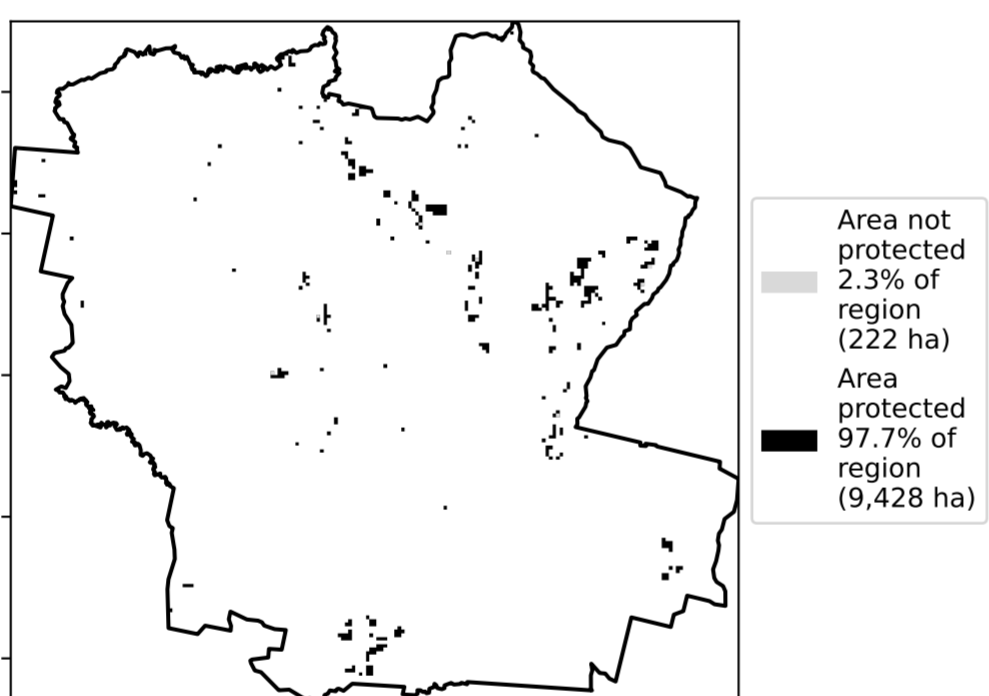 Area not
protected
2.3% of
region
(222 ha)
Area
protected
97.7% of
region
(9,428 ha)